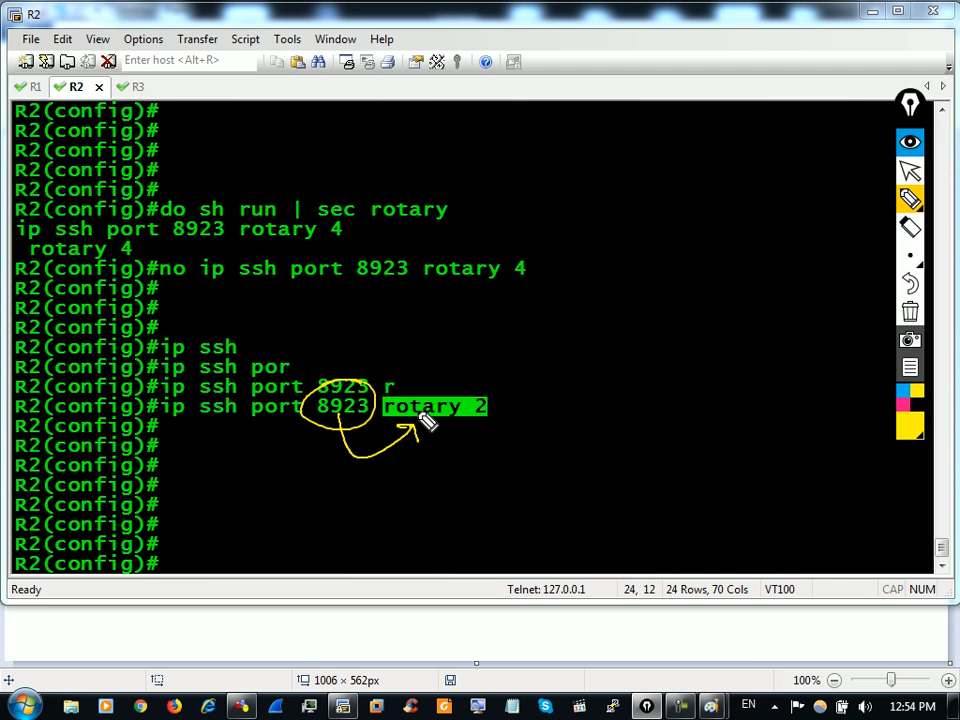 R2
File Edit View Options Transfer Script Tools Window Help
Enter host <Alt+R>
R1 R2 R3
R2(config)#
R2(config)#
R2(config)#
R2(config)#
R2(config)#
R2(config)#do sh run | sec rotary
ip ssh port 8923 rotary 4
rotary 4
R2(config)#no ip ssh port 8923 rotary 4
R2(config)#
R2(config)#
R2(config)#
R2(config)#ip ssh
R2(config)#ip ssh por
R2(config)#ip ssh port 8923 r
R2(config)#ip ssh port 8923 rotary 2
R2(config)#
R2(config)#
R2(config)#
R2(config)#
R2(config)#
R2(config)#
R2(config)#
R2(config)#
Ready Telnet: 127.0.0.1 24, 12 24 Rows, 70 Cols VT100 CAP NUM
1006 × 562px 100%
EN 12:54 PM